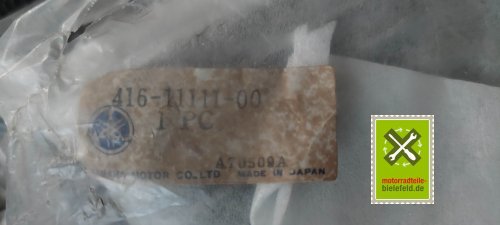 416-11111-00
1 PC
A70509A
MOTOR CO.,LTD MADE IN JAPAN
motorradteile-
bielefeld.de